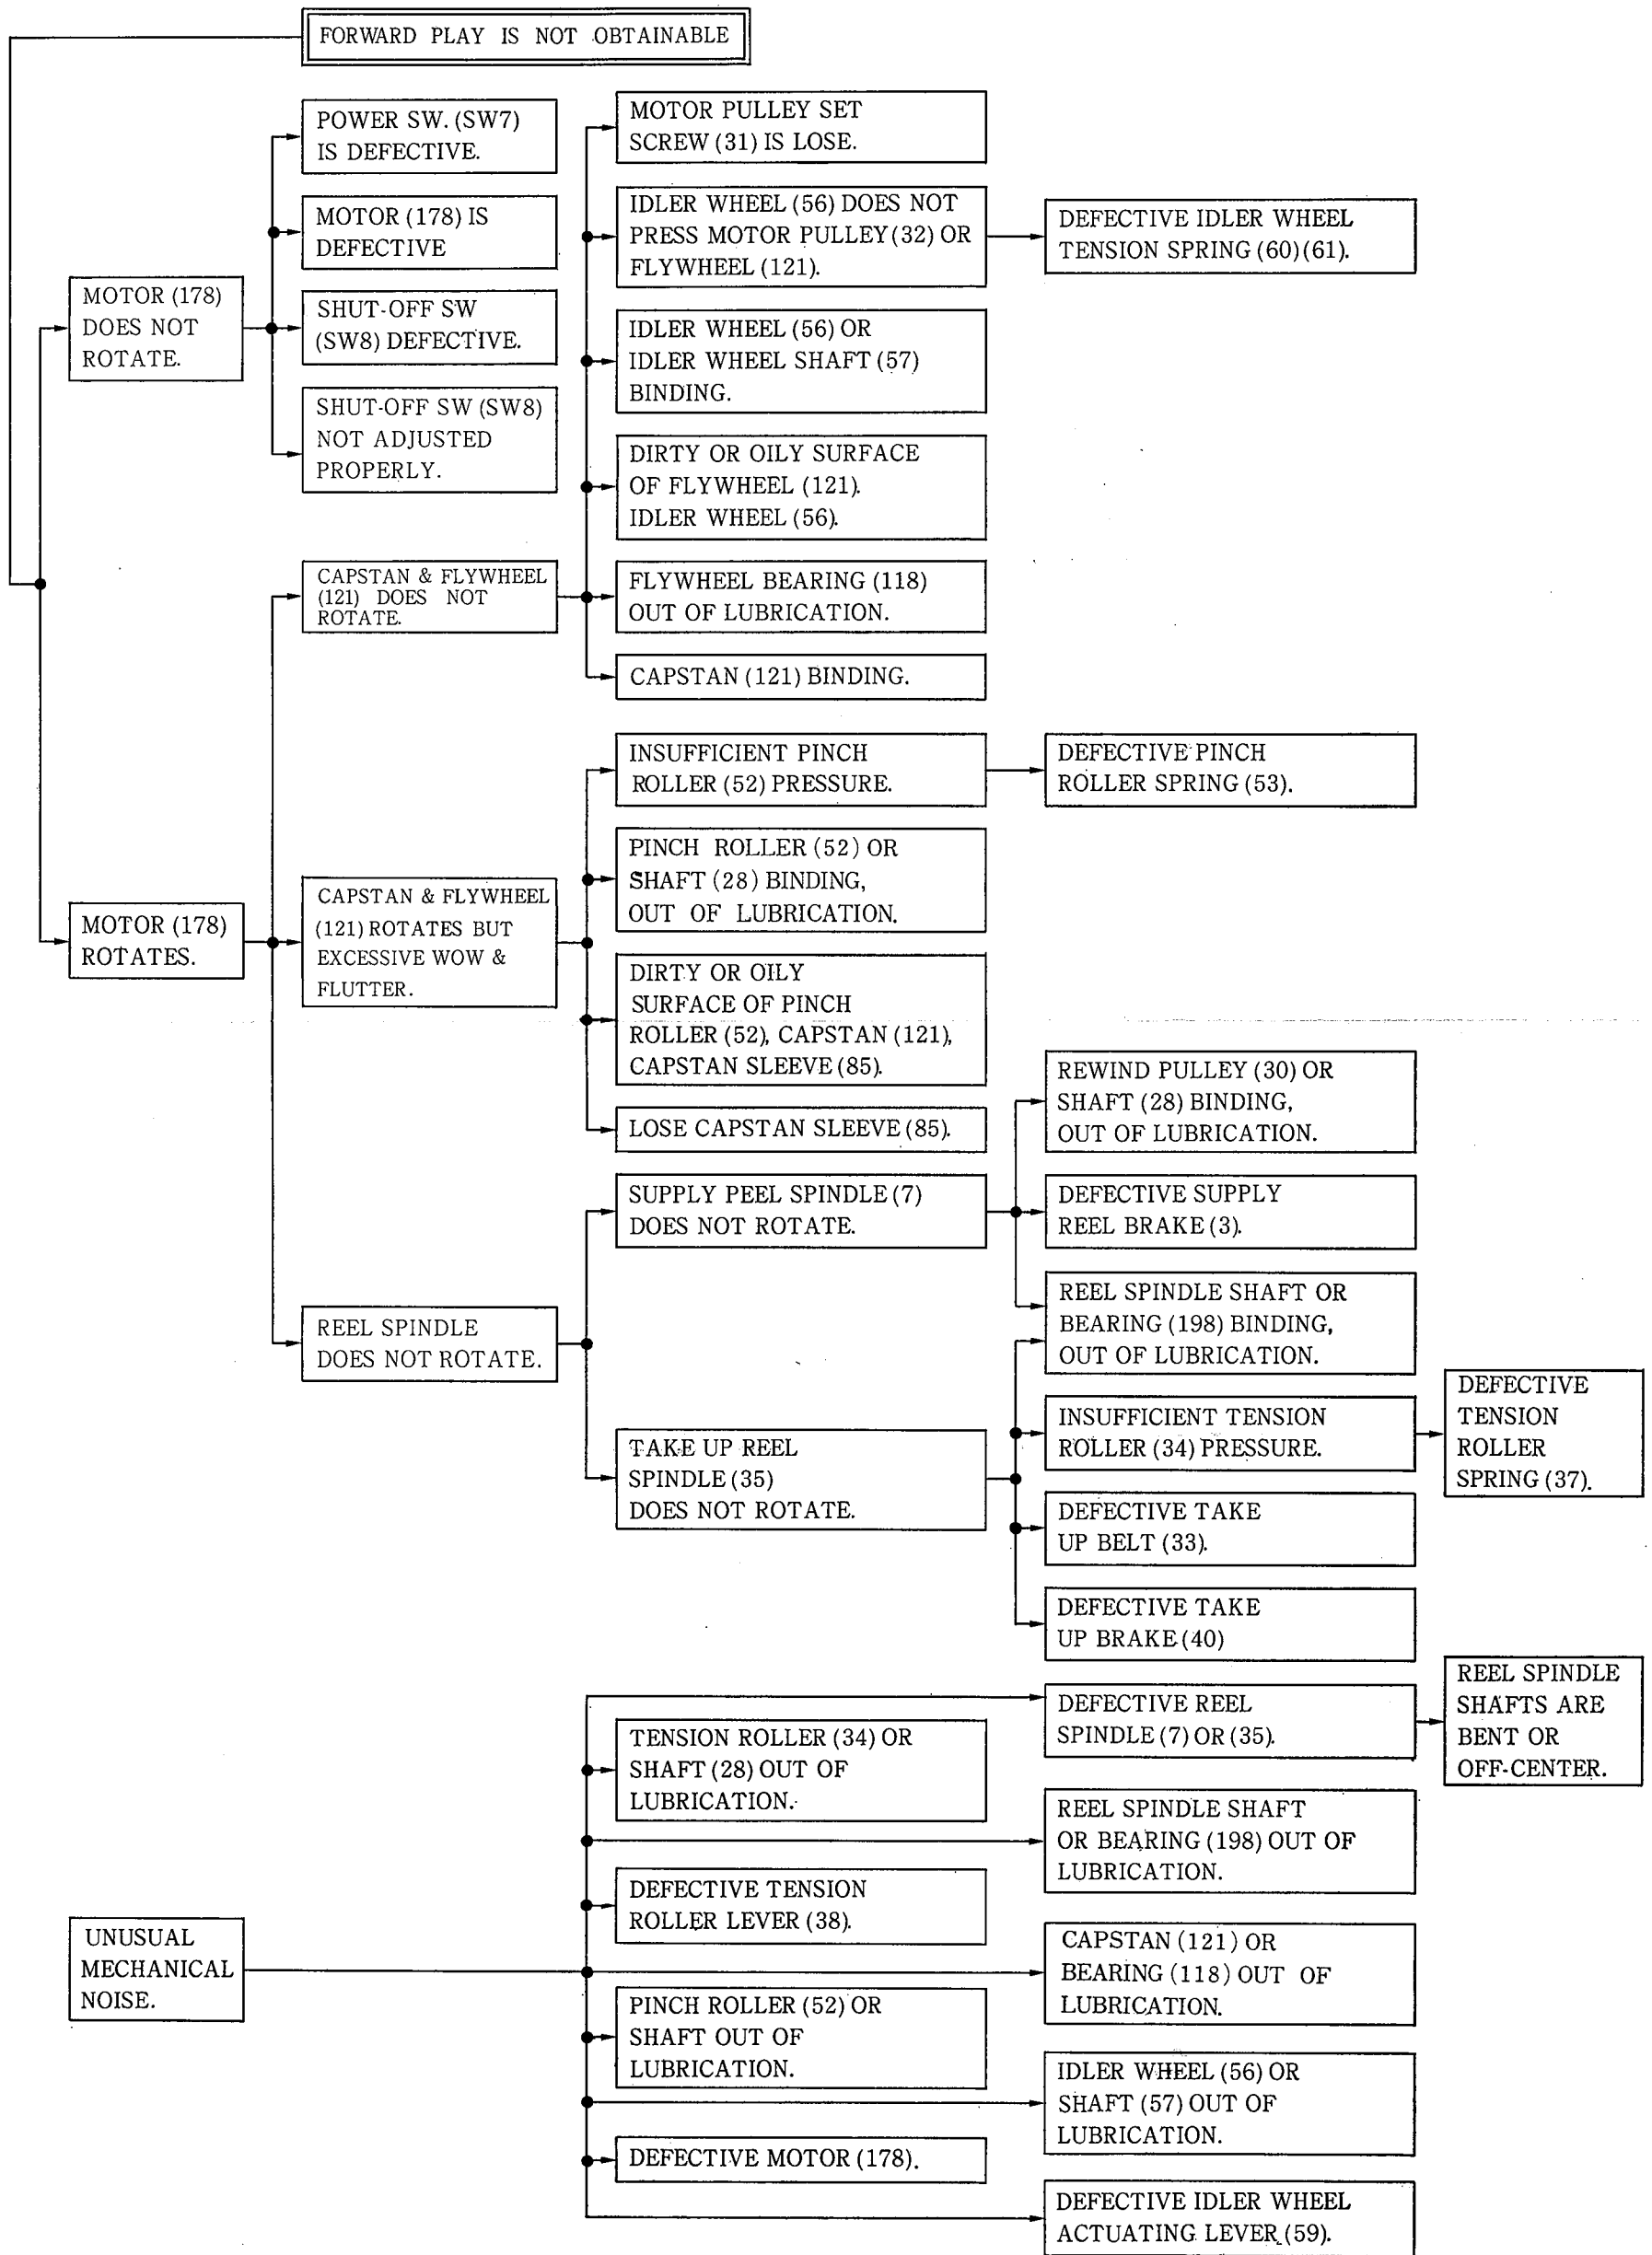 FORWARD PLAY IS NOT OBTAINABLE
POWER SW. (SW7)
IS DEFECTIVE.
MOTOR (178) IS
DEFECTIVE
MOTOR (178)
DOES NOT
ROTATE.
SHUT-OFF SW
(SW8) DEFECTIVE.
SHUT-OFF SW (SW8)
NOT ADJUSTED
PROPERLY.
MOTOR PULLEY SET
SCREW (31) IS LOSE.
IDLER WHEEL (56) DOES NOT
PRESS MOTOR PULLEY (32) OR
FLYWHEEL (121).
DEFECTIVE IDLER WHEEL
TENSION SPRING (60)(61).
IDLER WHEEL (56) OR
IDLER WHEEL SHAFT (57)
BINDING.
DIRTY OR OILY SURFACE
OF FLYWHEEL (121).
IDLER WHEEL (56).
CAPSTAN & FLYWHEEL
(121) DOES NOT
ROTATE.
FLYWHEEL BEARING (118)
OUT OF LUBRICATION.
CAPSTAN (121) BINDING.
INSUFFICIENT PINCH
ROLLER (52) PRESSURE.
DEFECTIVE PINCH
ROLLER SPRING (53).
PINCH ROLLER (52) OR
SHAFT (28) BINDING,
OUT OF LUBRICATION.
MOTOR (178)
ROTATES.
CAPSTAN & FLYWHEEL
(121) ROTATES BUT
EXCESSIVE WOW &
FLUTTER.
DIRTY OR OILY
SURFACE OF PINCH
ROLLER (52), CAPSTAN (121),
CAPSTAN SLEEVE (85).
LOSE CAPSTAN SLEEVE (85).
REWIND PULLEY (30) OR
SHAFT (28) BINDING,
OUT OF LUBRICATION.
SUPPLY PEEL SPINDLE (7)
DOES NOT ROTATE.
DEFECTIVE SUPPLY
REEL BRAKE (3).
REEL SPINDLE SHAFT OR
BEARING (198) BINDING,
OUT OF LUBRICATION.
REEL SPINDLE
DOES NOT ROTATE.
INSUFFICIENT TENSION
ROLLER (34) PRESSURE.
DEFECTIVE
TENSION
ROLLER
SPRING (37).
TAKE UP REEL
SPINDLE (35)
DOES NOT ROTATE.
DEFECTIVE TAKE
UP BELT (33).
DEFECTIVE TAKE
UP BRAKE (40)
DEFECTIVE REEL
SPINDLE (7) OR (35).
REEL SPINDLE
SHAFTS ARE
BENT OR
OFF-CENTER.
TENSION ROLLER (34) OR
SHAFT (28) OUT OF
LUBRICATION.
REEL SPINDLE SHAFT
OR BEARING (198) OUT OF
LUBRICATION.
DEFECTIVE TENSION
ROLLER LEVER (38).
UNUSUAL
MECHANICAL
NOISE.
CAPSTAN (121) OR
BEARING (118) OUT OF
LUBRICATION.
PINCH ROLLER (52) OR
SHAFT OUT OF
LUBRICATION.
IDLER WHEEL (56) OR
SHAFT (57) OUT OF
LUBRICATION.
DEFECTIVE MOTOR (178).
DEFECTIVE IDLER WHEEL
ACTUATING LEVER (59).